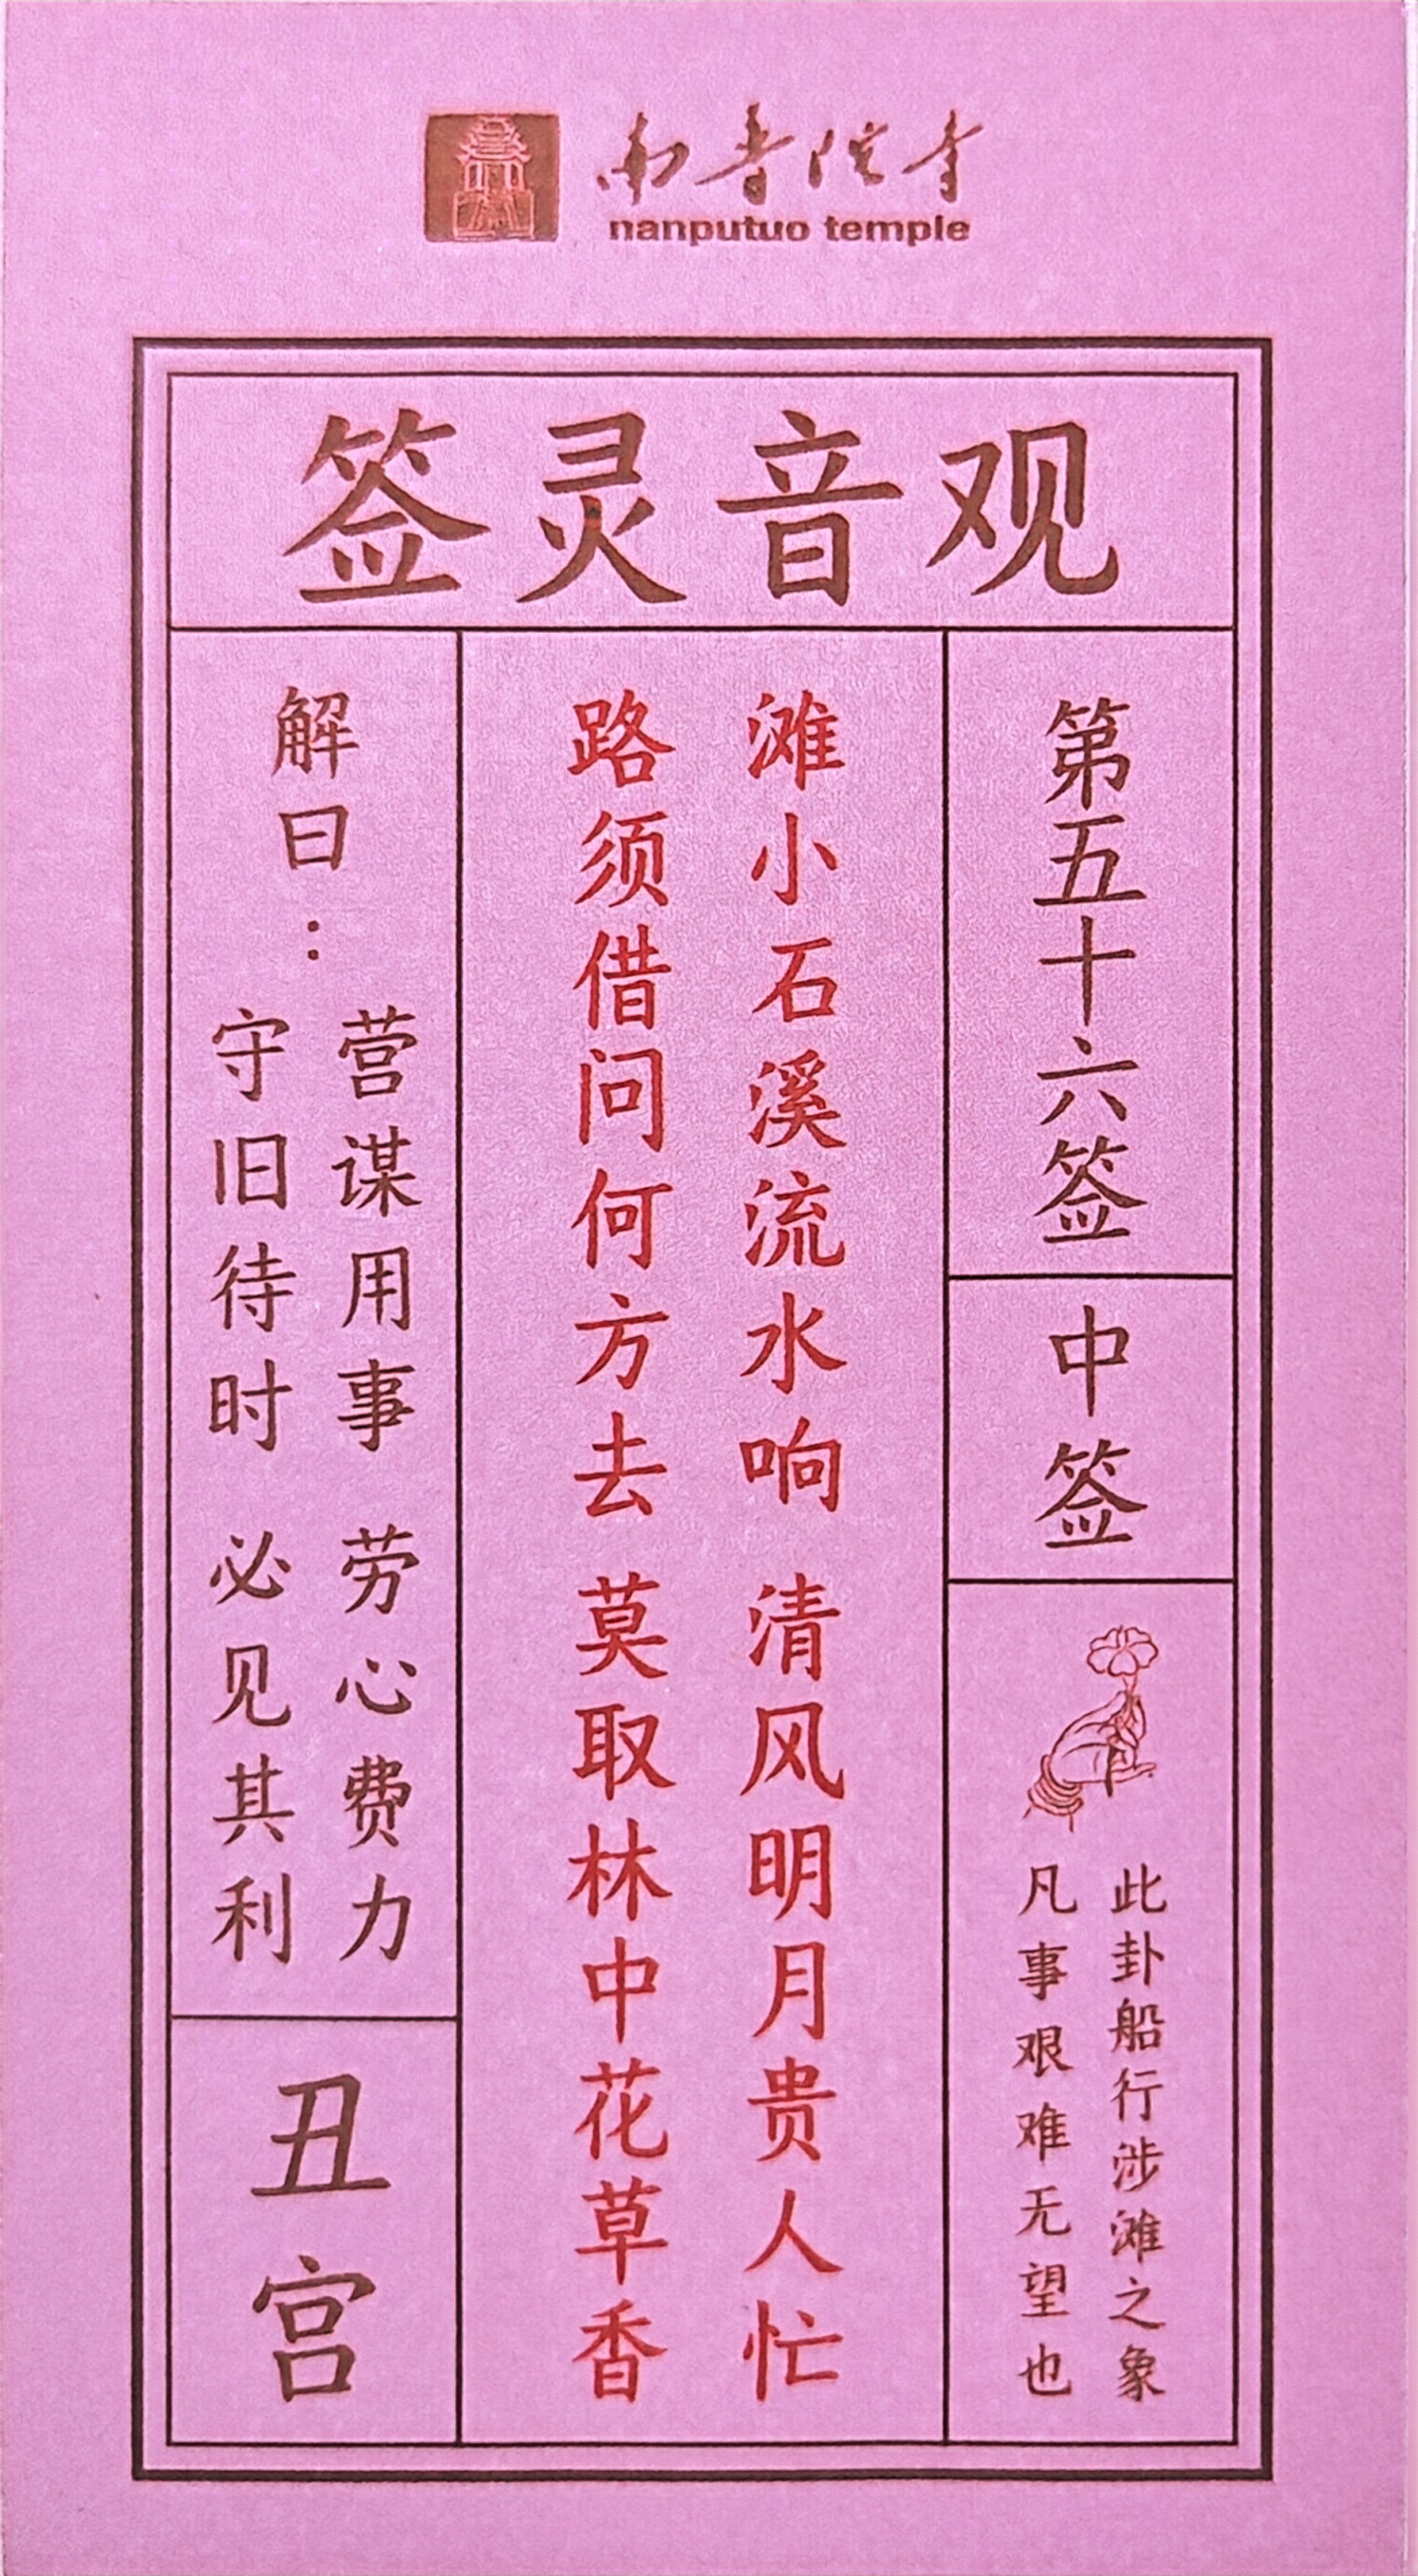 南普陀寺
nanputuo temple
观音灵签
第五十六签
中签
此卦船行涉滩之象
凡事艰难无望也
滩小石溪流水响 清风明月贵人忙
路须借问何方去 莫取林中花草香
解曰：
营谋用事 劳心费力
守旧待时 必见其利
丑宫